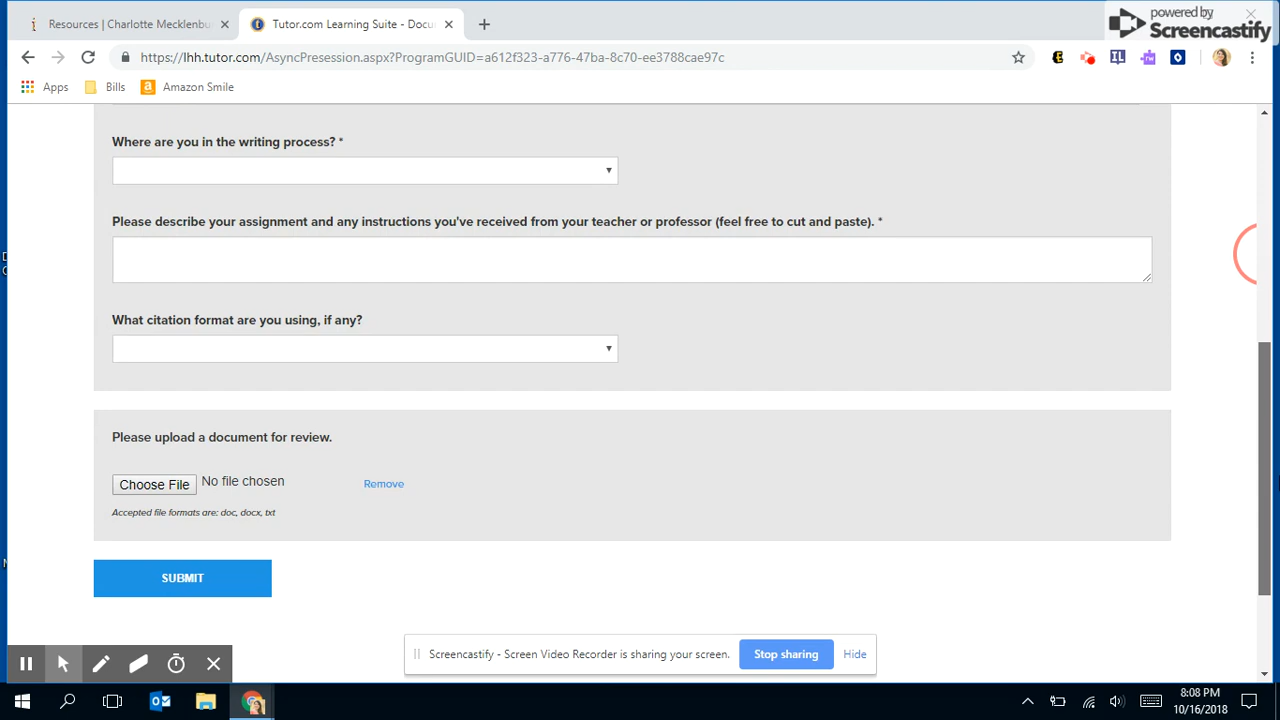 powered by
Screencastify
Resources | Charlotte Mecklenbu
Tutor.com Learning Suite - Docu
https://lhh.tutor.com/AsyncPresession.aspx?ProgramGUID=a612f323-a776-47ba-8c70-ee3788cae97c
Apps
Bills
Amazon Smile
Where are you in the writing process? *
Please describe your assignment and any instructions you've received from your teacher or professor (feel free to cut and paste). *
What citation format are you using, if any?
Please upload a document for review.
Choose File No file chosen Remove
Accepted file formats are: doc, docx, txt
SUBMIT
Screencastify - Screen Video Recorder is sharing your screen. Stop sharing Hide
8:08 PM
10/16/2018